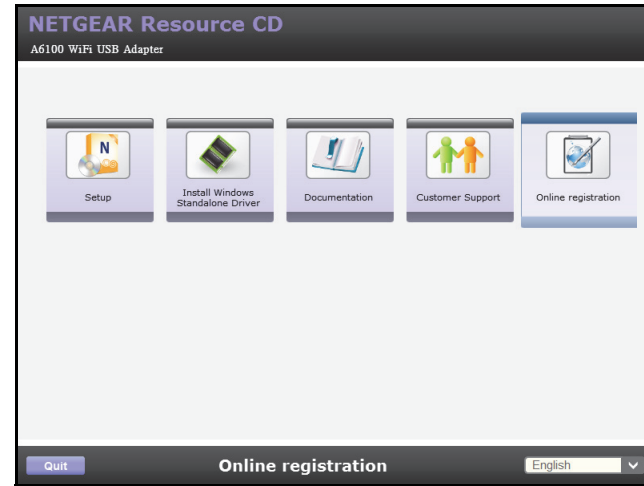 NETGEAR Resource CD
A6100 WiFi USB Adapter
N
Setup
Install Windows
Standalone Driver
Documentation
Customer Support
Online registration
Quit
Online registration
English